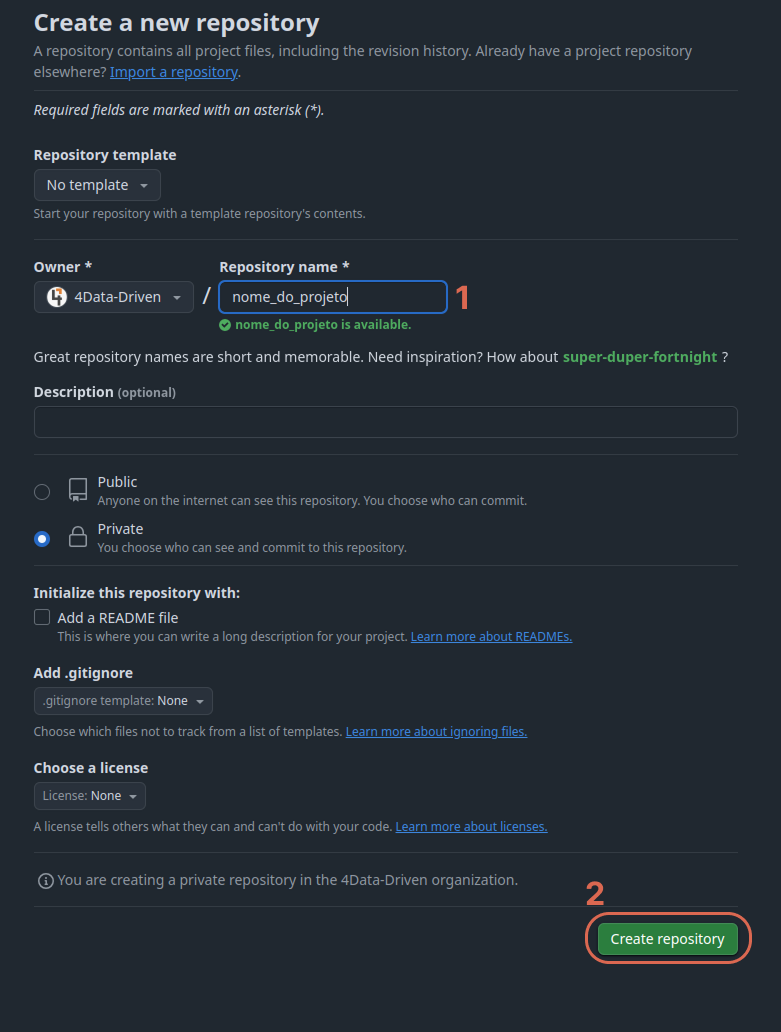 Create a new repository
A repository contains all project files, including the revision history. Already have a project repository
elsewhere? Import a repository.
Required fields are marked with an asterisk (*).
Repository template
No template
Start your repository with a template repository's contents.
Owner * Repository name *
4Data-Driven / nome_do_projeto 1
nome_do_projeto is available.
Great repository names are short and memorable. Need inspiration? How about super-duper-fortnight ?
Description (optional)
Public
Anyone on the internet can see this repository. You choose who can commit.
Private
You choose who can see and commit to this repository.
Initialize this repository with:
Add a README file
This is where you can write a long description for your project. Learn more about READMEs.
Add .gitignore
.gitignore template: None
Choose which files not to track from a list of templates. Learn more about ignoring files.
Choose a license
License: None
A license tells others what they can and can't do with your code. Learn more about licenses.
You are creating a private repository in the 4Data-Driven organization.
2
Create repository